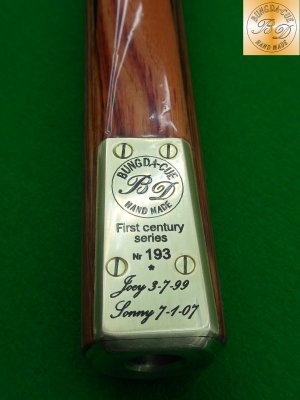 BUNGDA-CUE
BD
HAND MADE
BUNGDA-CUE
BD
HAND MADE
First century
series
Nr 193
*
Joey 3-7-99
Sonny 7-1-07